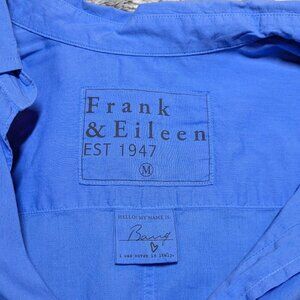 Frank
& Eileen
EST 1947
M
HELLO! MY NAME IS:
Barry